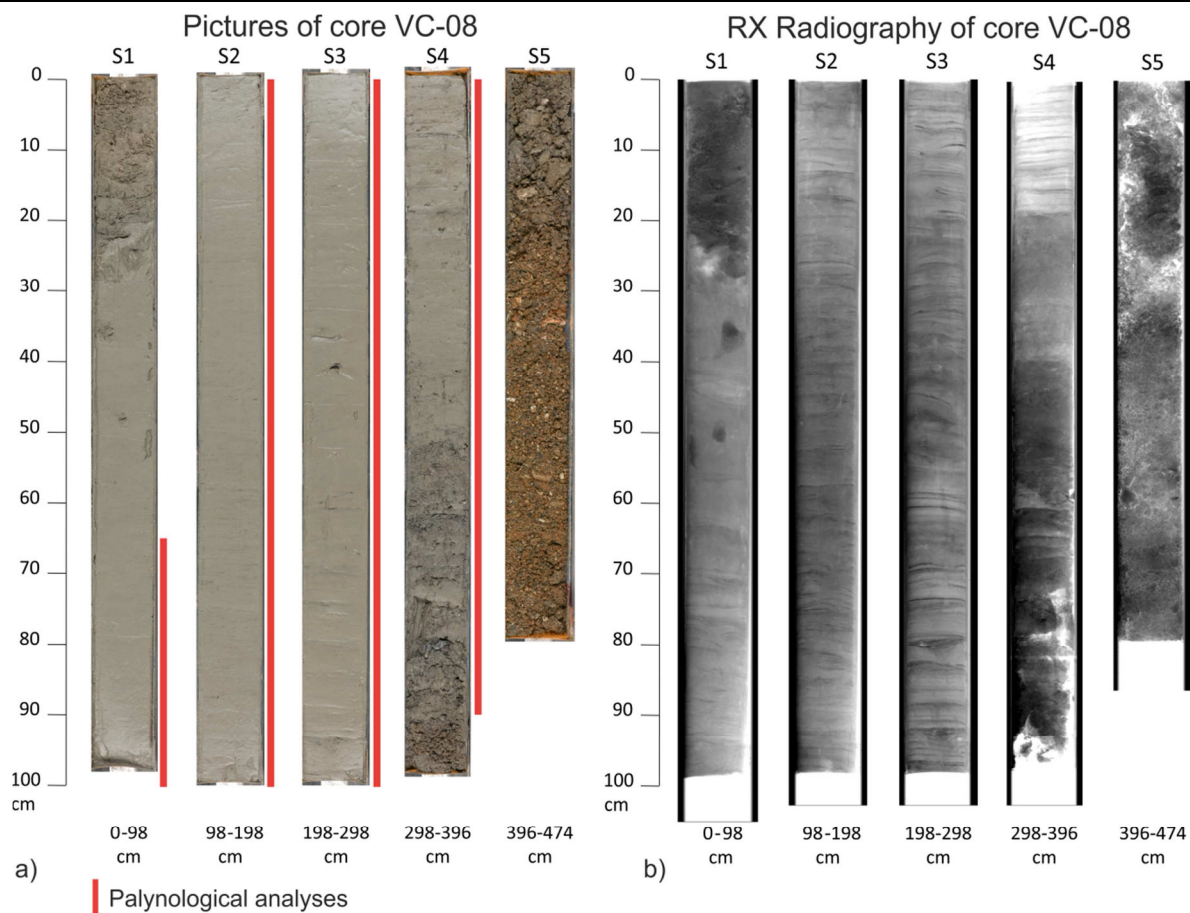 Pictures of core VC-08
S1 S2 S3 S4 S5
0
10
20
30
40
50
60
70
80
90
100
cm
0-98 98-198 198-298 298-396 396-474
cm cm cm cm cm
a)
Palynological analyses
RX Radiography of core VC-08
S1 S2 S3 S4 S5
0
10
20
30
40
50
60
70
80
90
100
cm
0-98 98-198 198-298 298-396 396-474
cm cm cm cm cm
b)